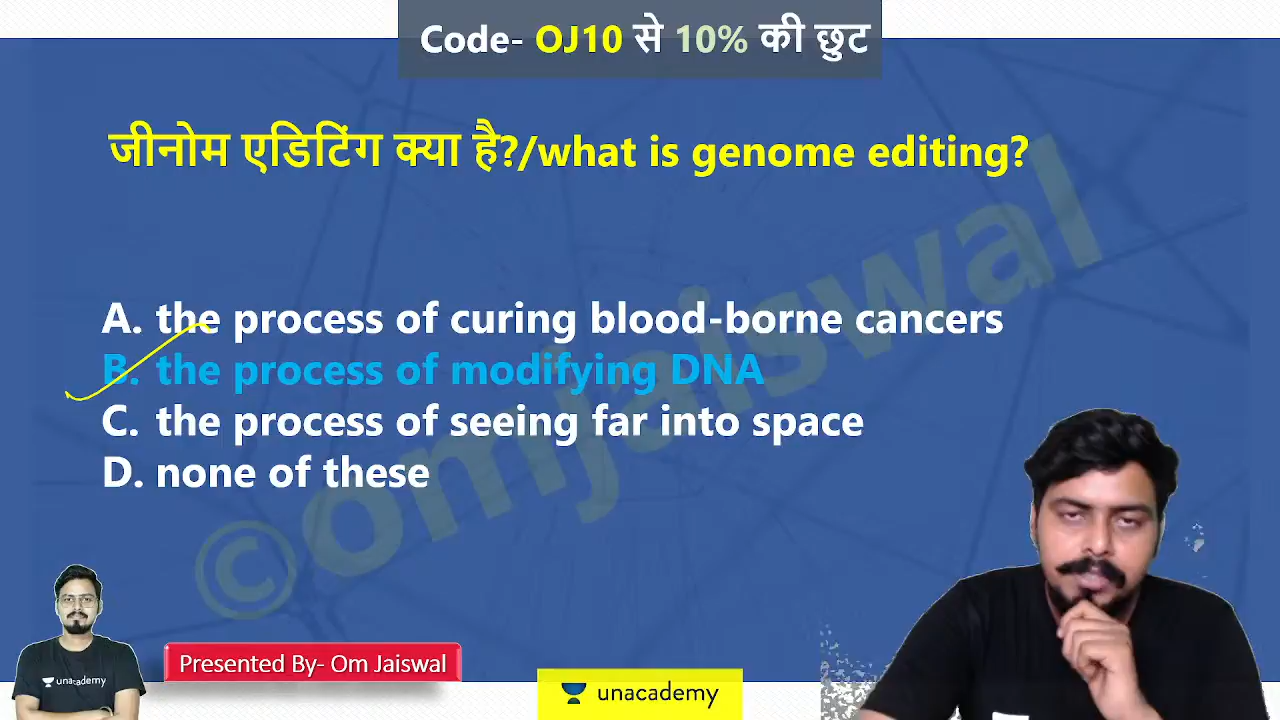 Code- OJ10 से 10% की छुट
जीनोम एडिटिंग क्या है?/what is genome editing?
A. the process of curing blood-borne cancers
B. the process of modifying DNA
C. the process of seeing far into space
D. none of these
©omjaiswal
unacademy
Presented By- Om Jaiswal
unacademy